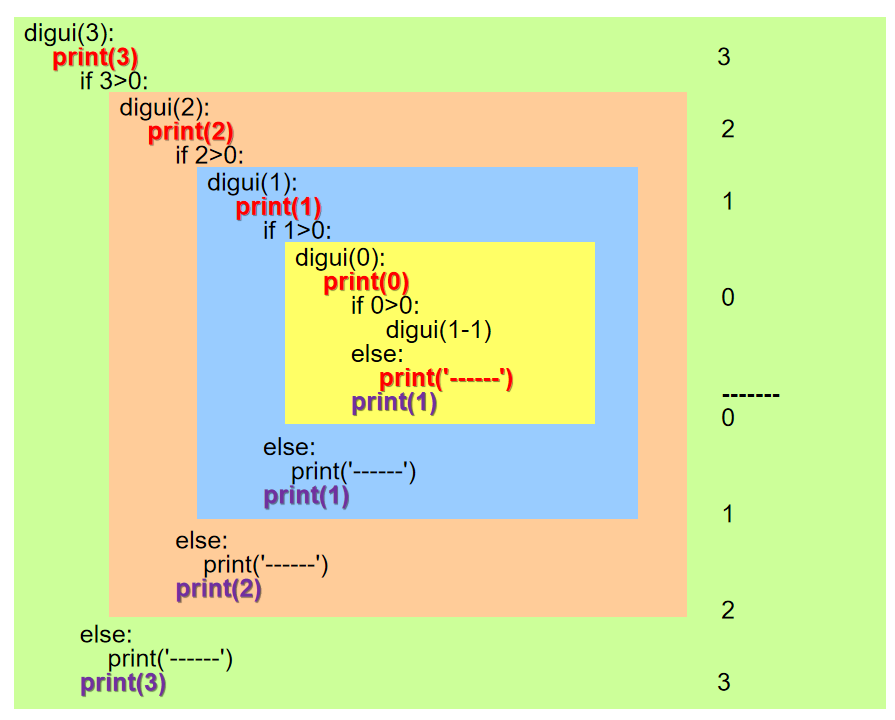 digui(3):
print(3) 3
if 3>0:
digui(2):
print(2) 2
if 2>0:
digui(1):
print(1) 1
if 1>0:
digui(0):
print(0)
0
if 0>0:
digui(1-1)
else:
print('------')
-------
print(1)
0
else:
print('------')
print(1)
1
else:
print('------')
print(2)
2
else:
print('------')
print(3) 3